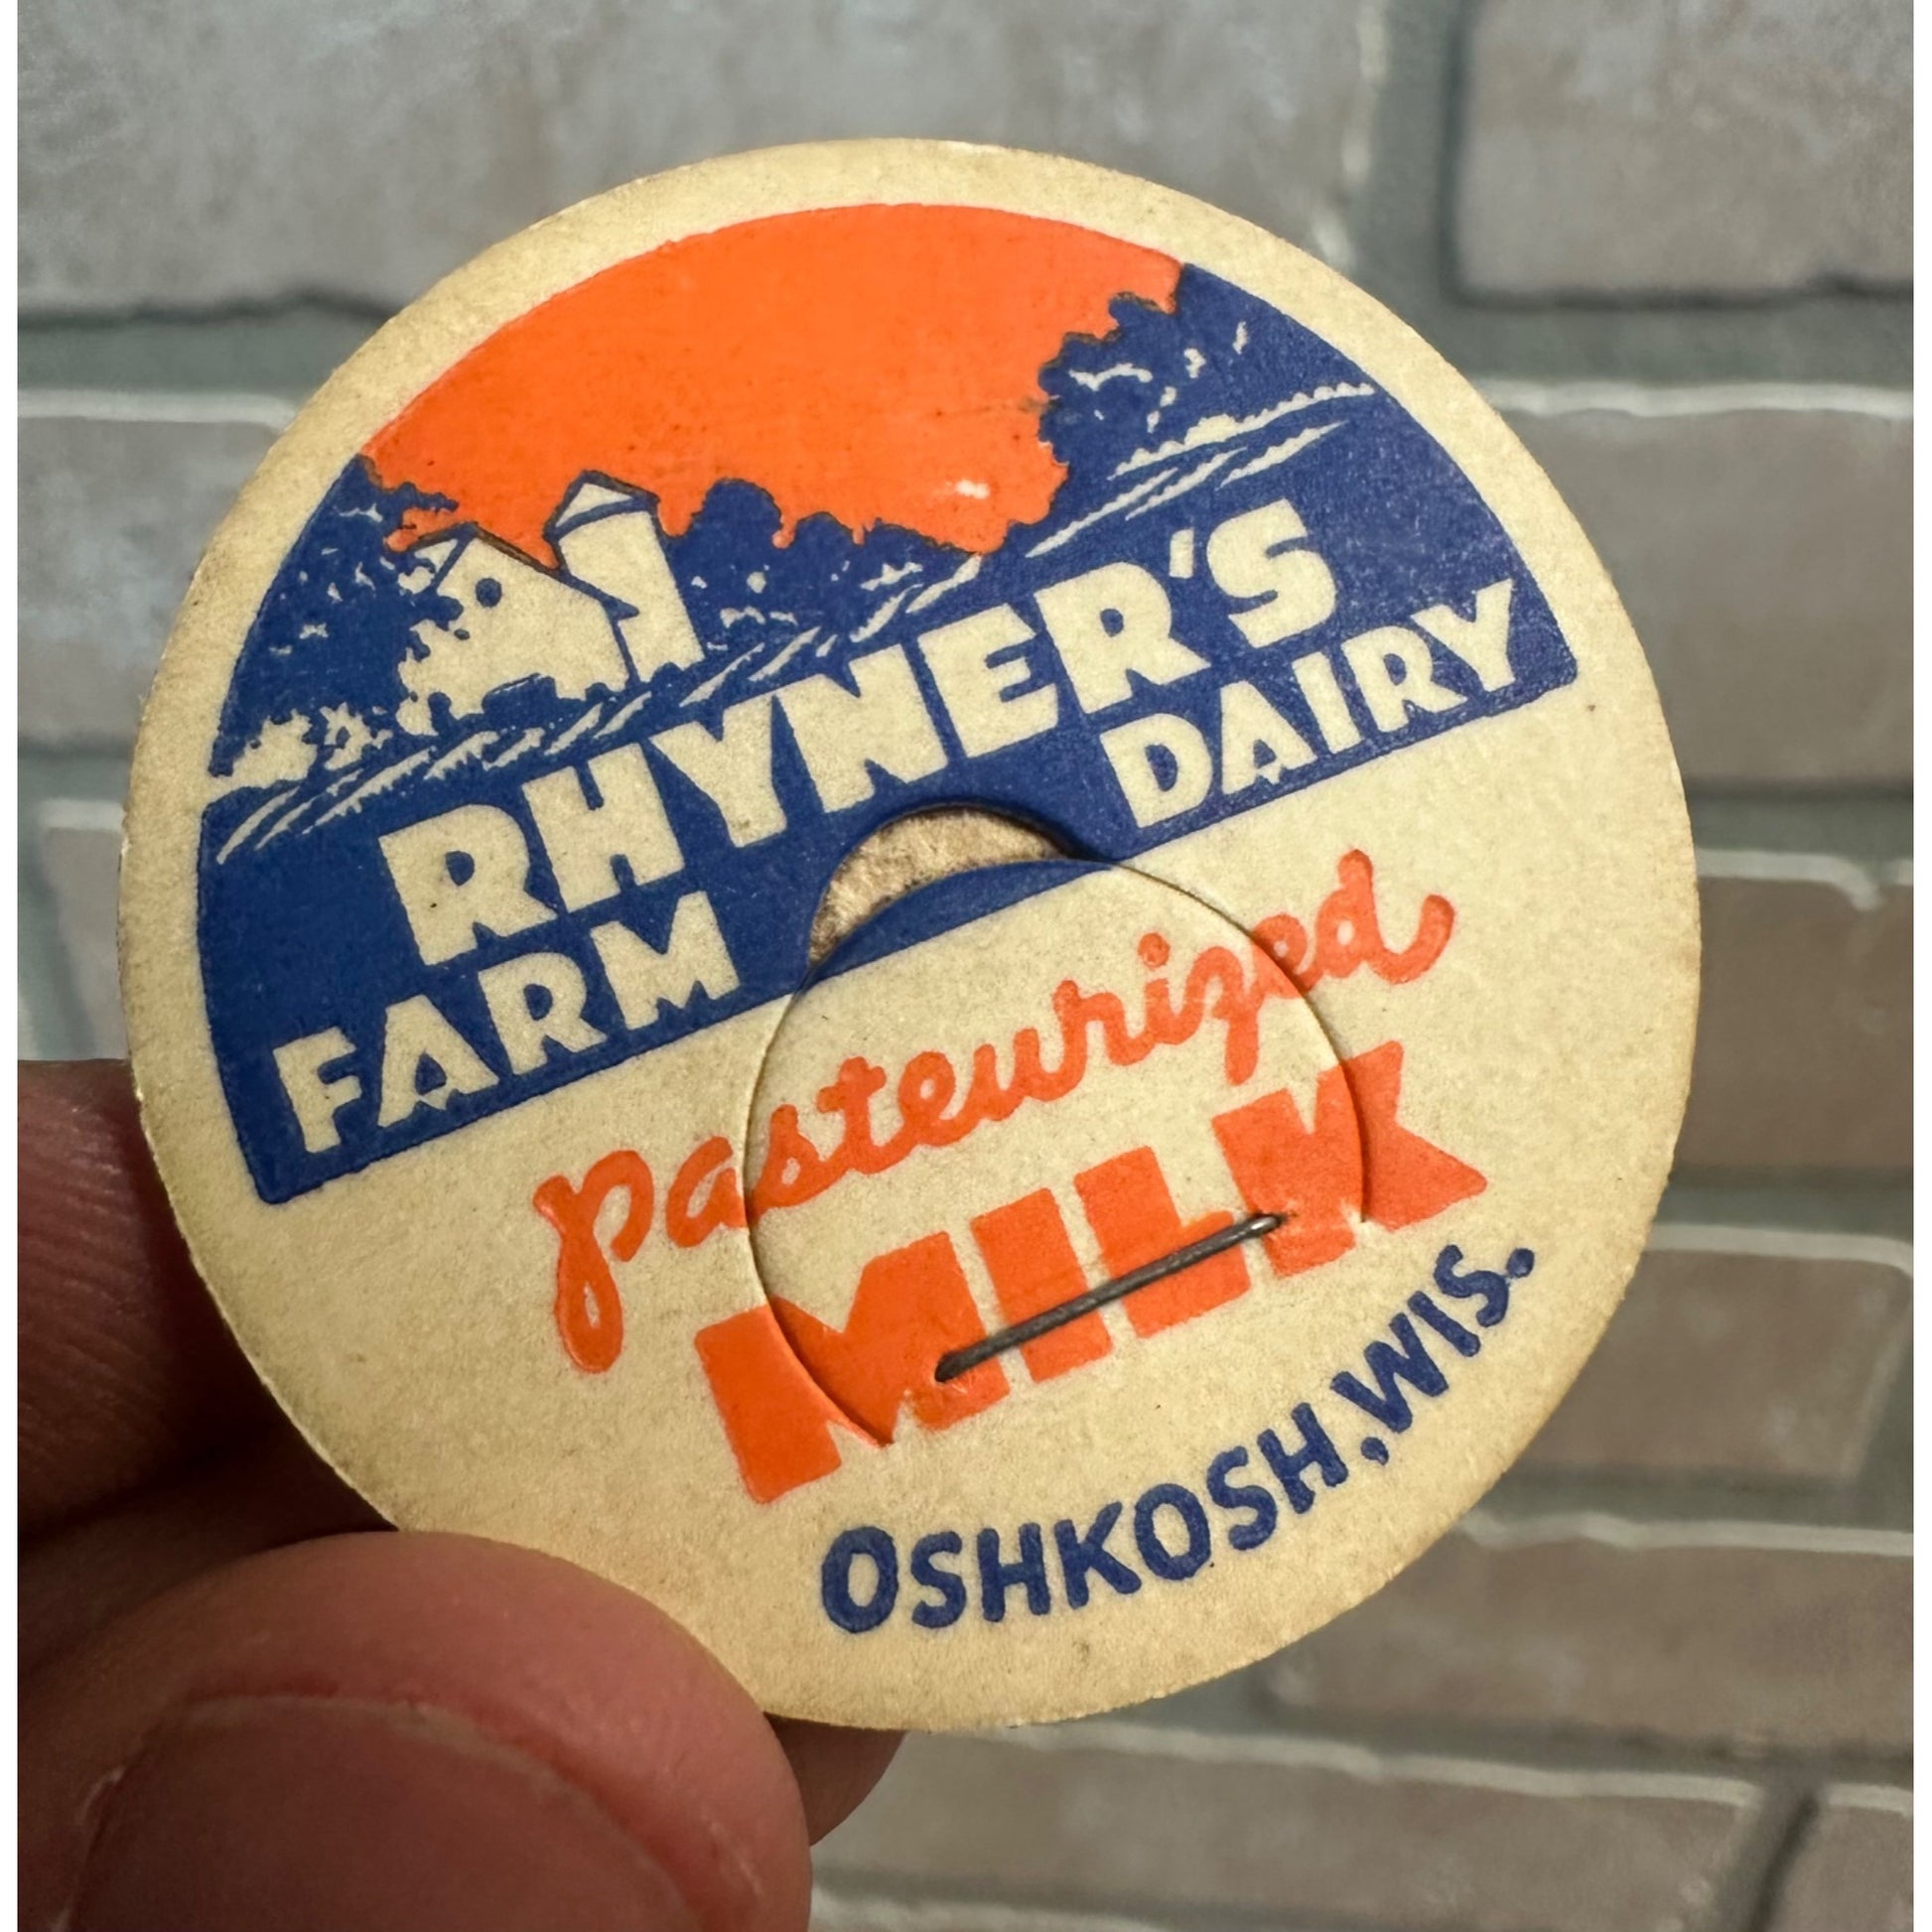 RHYNER'S
FARM DAIRY
Pasteurized
MILK
OSHKOSH, WIS.